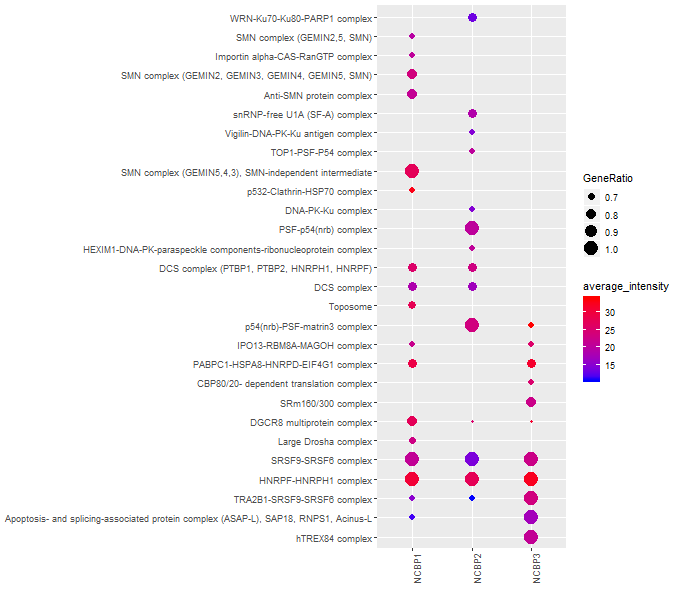 WRN-Ku70-Ku80-PARP1 complex
SMN complex (GEMIN2,5, SMN)
Importin alpha-CAS-RanGTP complex
SMN complex (GEMIN2, GEMIN3, GEMIN4, GEMIN5, SMN)
Anti-SMN protein complex
snRNP-free U1A (SF-A) complex
Vigilin-DNA-PK-Ku antigen complex
TOP1-PSF-P54 complex
SMN complex (GEMIN5,4,3), SMN-independent intermediate
p532-Clathrin-HSP70 complex
DNA-PK-Ku complex
PSF-p54(nrb) complex
HEXIM1-DNA-PK-paraspeckle components-ribonucleoprotein complex
DCS complex (PTBP1, PTBP2, HNRPH1, HNRPF)
DCS complex
Toposome
p54(nrb)-PSF-matrin3 complex
IPO13-RBM8A-MAGOH complex
PABPC1-HSPA8-HNRPD-EIF4G1 complex
CBP80/20- dependent translation complex
SRm160/300 complex
DGCR8 multiprotein complex
Large Drosha complex
SRSF9-SRSF6 complex
HNRPF-HNRPH1 complex
TRA2B1-SRSF9-SRSF6 complex
Apoptosis- and splicing-associated protein complex (ASAP-L), SAP18, RNPS1, Acinus-L
hTREX84 complex
NCBP1
NCBP2
NCBP3
GeneRatio
0.7
0.8
0.9
1.0
average_intensity
30
25
20
15